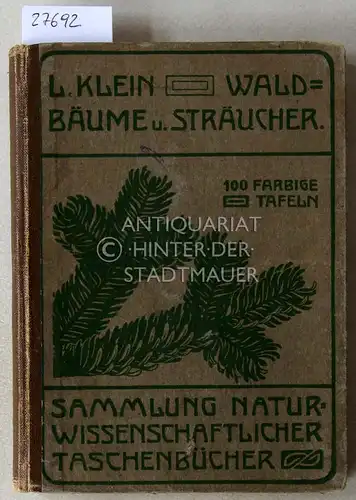 27692
L. KLEIN WALD=
BÄUME u. STRÄUCHER.
100 FARBIGE
TAFELN
ANTIQUARIAT
© HINTER·DER·
STADTMAUER
SAMMLUNG NATUR=
WISSENSCHAFTLICHER
TASCHENBÜCHER